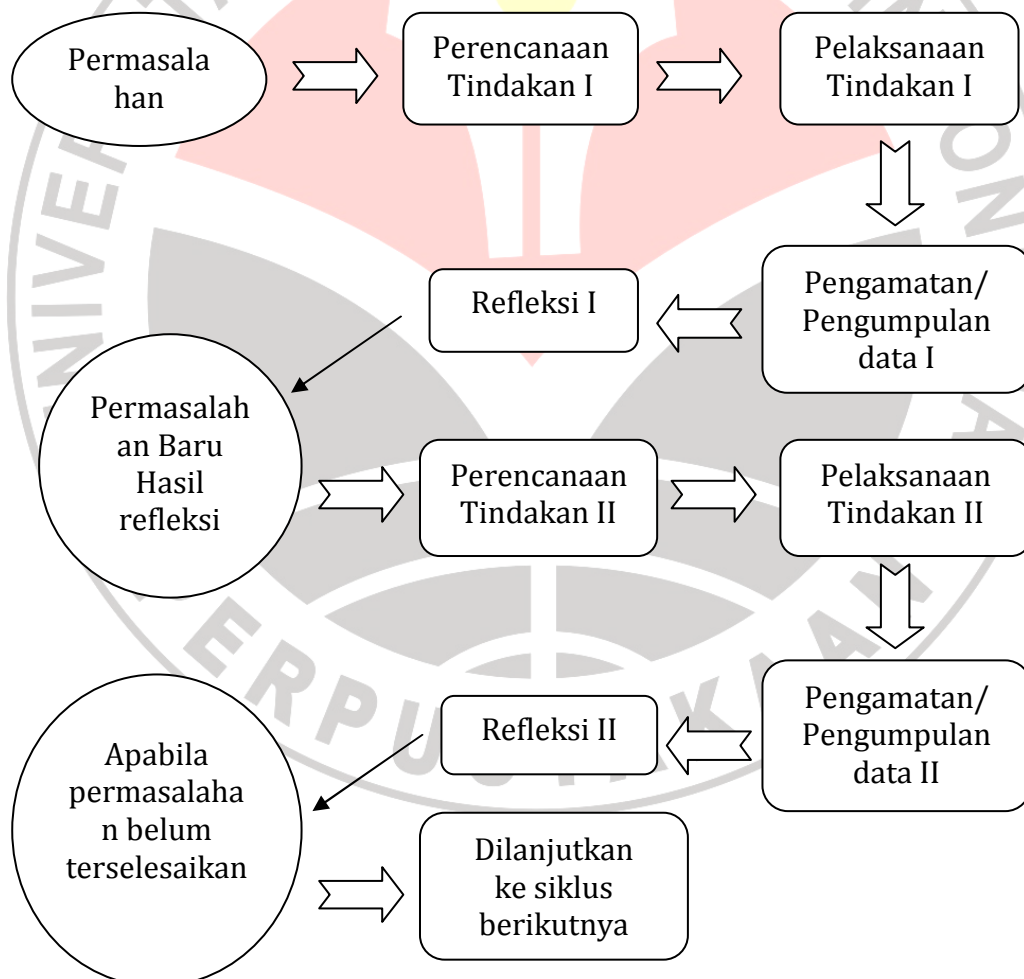 Permasala
han
Perencanaan
Tindakan I
Pelaksanaan
Tindakan I
Pengamatan/
Pengumpulan
data I
Refleksi I
Permasalah
an Baru
Hasil
refleksi
Perencanaan
Tindakan II
Pelaksanaan
Tindakan II
Pengamatan/
Pengumpulan
data II
Refleksi II
Apabila
permasalaha
n belum
terselesaikan
Dilanjutkan
ke siklus
berikutnya